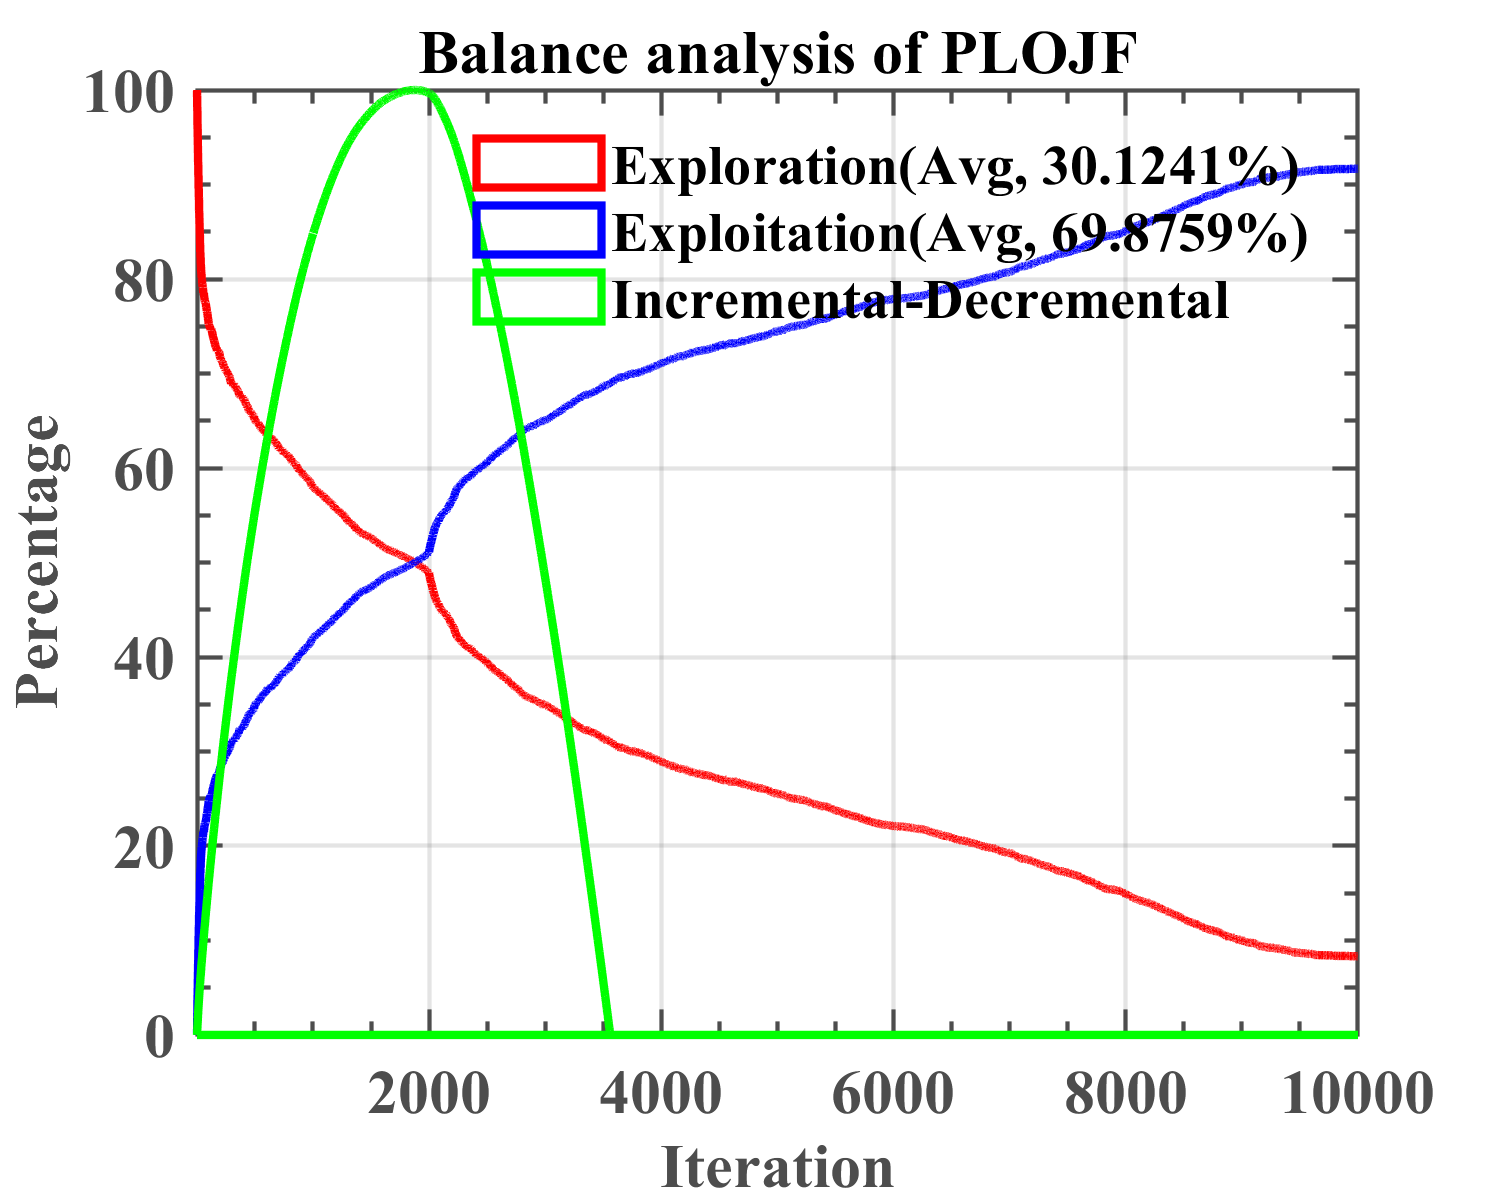 Balance analysis of PLOJF
100
80
60
40
20
0
Percentage
Exploration(Avg, 30.1241%)
Exploitation(Avg, 69.8759%)
Incremental-Decremental
2000 4000 6000 8000 10000
Iteration